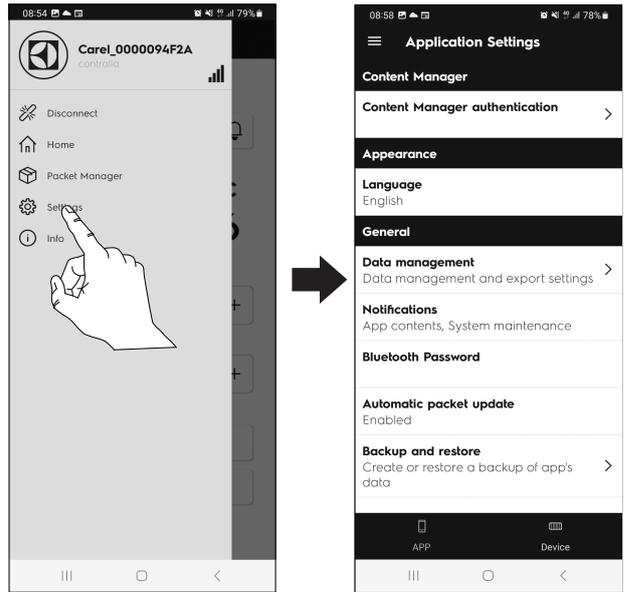 08:54
79%
Carel_0000094F2A
contralia
Disconnect
Home
Packet Manager
Settings
Info
08:58
78%
Application Settings
Content Manager
Content Manager authentication
Appearance
Language
English
General
Data management
Data management and export settings
Notifications
App contents, System maintenance
Bluetooth Password
Automatic packet update
Enabled
Backup and restore
Create or restore a backup of app's
data
APP
Device